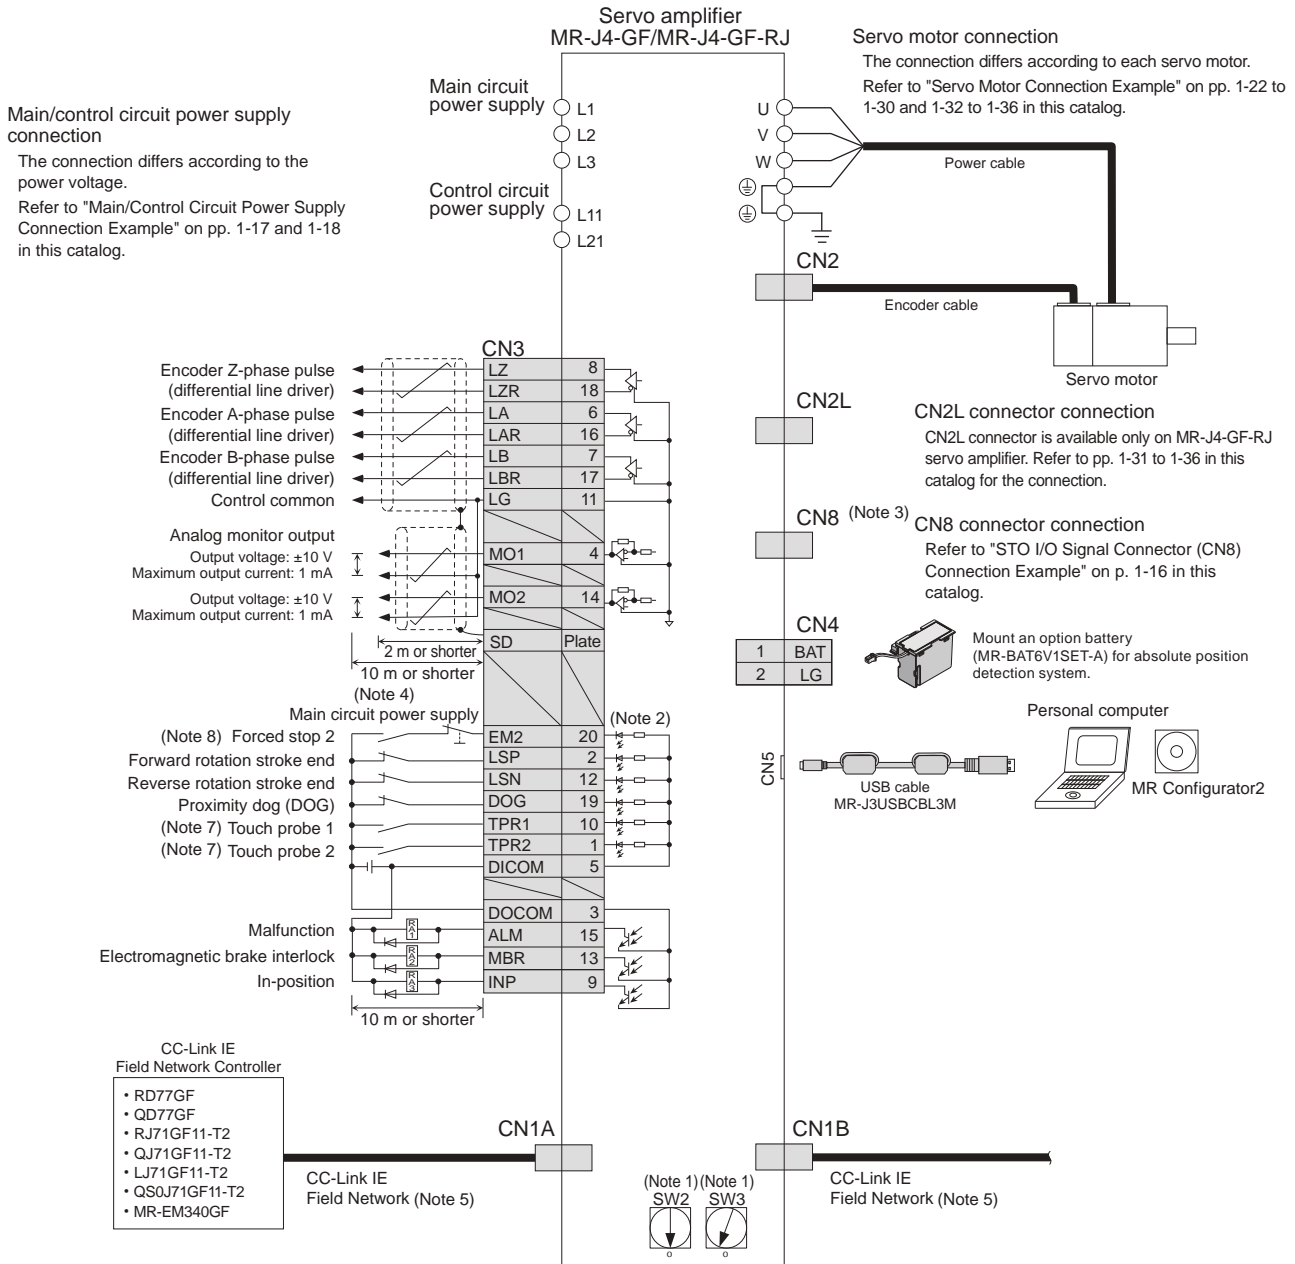 Servo amplifier
MR-J4-GF/MR-J4-GF-RJ
Servo motor connection
The connection differs according to each servo motor.
Refer to "Servo Motor Connection Example" on pp. 1-22 to
1-30 and 1-32 to 1-36 in this catalog.
Main/control circuit power supply
connection
The connection differs according to the
power voltage.
Refer to "Main/Control Circuit Power Supply
Connection Example" on pp. 1-17 and 1-18
in this catalog.
Main circuit
power supply
L1
L2
L3
Control circuit
power supply
L11
L21
U
V
W
Power cable
CN2
Encoder cable
Servo motor
CN3
Encoder Z-phase pulse LZ 8
(differential line driver) LZR 18
Encoder A-phase pulse LA 6
(differential line driver) LAR 16
Encoder B-phase pulse LB 7
(differential line driver) LBR 17
Control common LG 11
Analog monitor output
Output voltage: ±10 V MO1 4
Maximum output current: 1 mA
Output voltage: ±10 V MO2 14
Maximum output current: 1 mA
2 m or shorter SD Plate
10 m or shorter
(Note 4)
Main circuit power supply
(Note 2)
(Note 8) Forced stop 2 EM2 20
Forward rotation stroke end LSP 2
Reverse rotation stroke end LSN 12
Proximity dog (DOG) DOG 19
(Note 7) Touch probe 1 TPR1 10
(Note 7) Touch probe 2 TPR2 1
DICOM 5
DOCOM 3
Malfunction RA1 ALM 15
Electromagnetic brake interlock RA2 MBR 13
In-position RA3 INP 9
10 m or shorter
CN2L
CN2L connector connection
CN2L connector is available only on MR-J4-GF-RJ
servo amplifier. Refer to pp. 1-31 to 1-36 in this
catalog for the connection.
CN8 (Note 3)
CN8 connector connection
Refer to "STO I/O Signal Connector (CN8)
Connection Example" on p. 1-16 in this
catalog.
CN4
1 BAT
2 LG
Mount an option battery
(MR-BAT6V1SET-A) for absolute position
detection system.
Personal computer
CN5
USB cable
MR-J3USBCBL3M
MR Configurator2
CC-Link IE
Field Network Controller
• RD77GF
• QD77GF
• RJ71GF11-T2
• QJ71GF11-T2
• LJ71GF11-T2
• QS0J71GF11-T2
• MR-EM340GF
CN1A
CC-Link IE
Field Network (Note 5)
CN1B
CC-Link IE
Field Network (Note 5)
(Note 1) (Note 1)
SW2 SW3
0 0